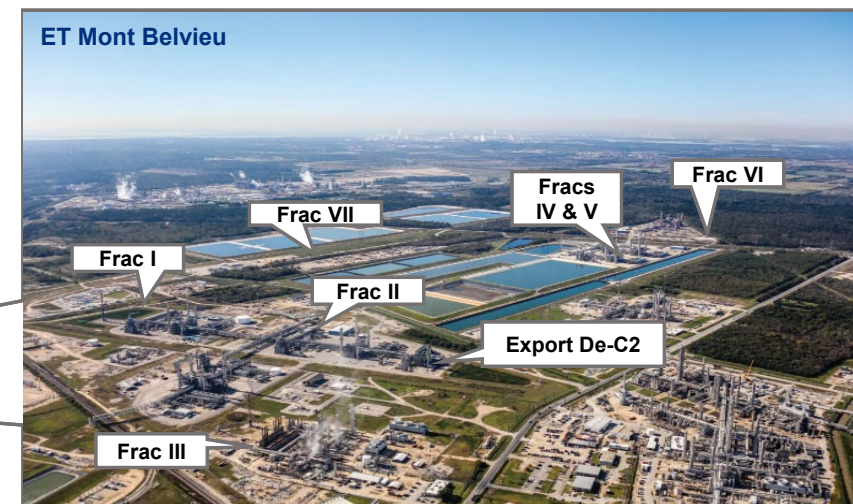 ET Mont Belvieu
Frac VI
Fracs
IV & V
Frac VII
Frac I
Frac II
Export De-C2
Frac III